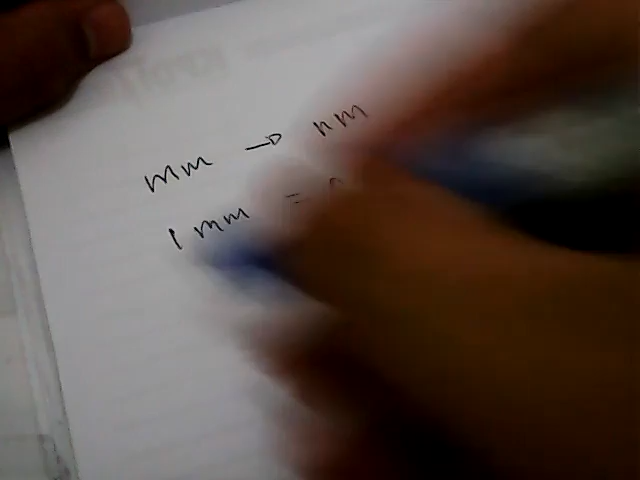 mm → nm
1 mm =